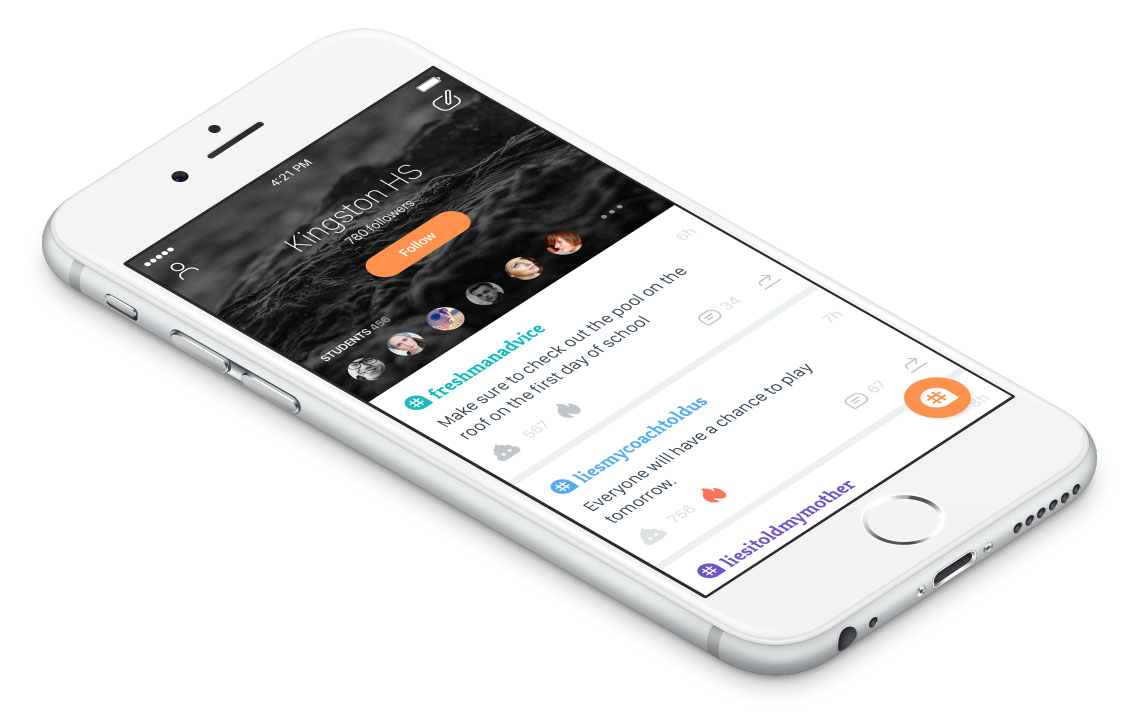 4:21 PM
Kingston HS
780 followers
Follow
STUDENTS 456
# freshmanadvice
6h
Make sure to check out the pool on the
roof on the first day of school
567
34
# liesmycoachtoldus
7h
Everyone will have a chance to play
tomorrow.
756
67
#
# liesitoldmymother
8h